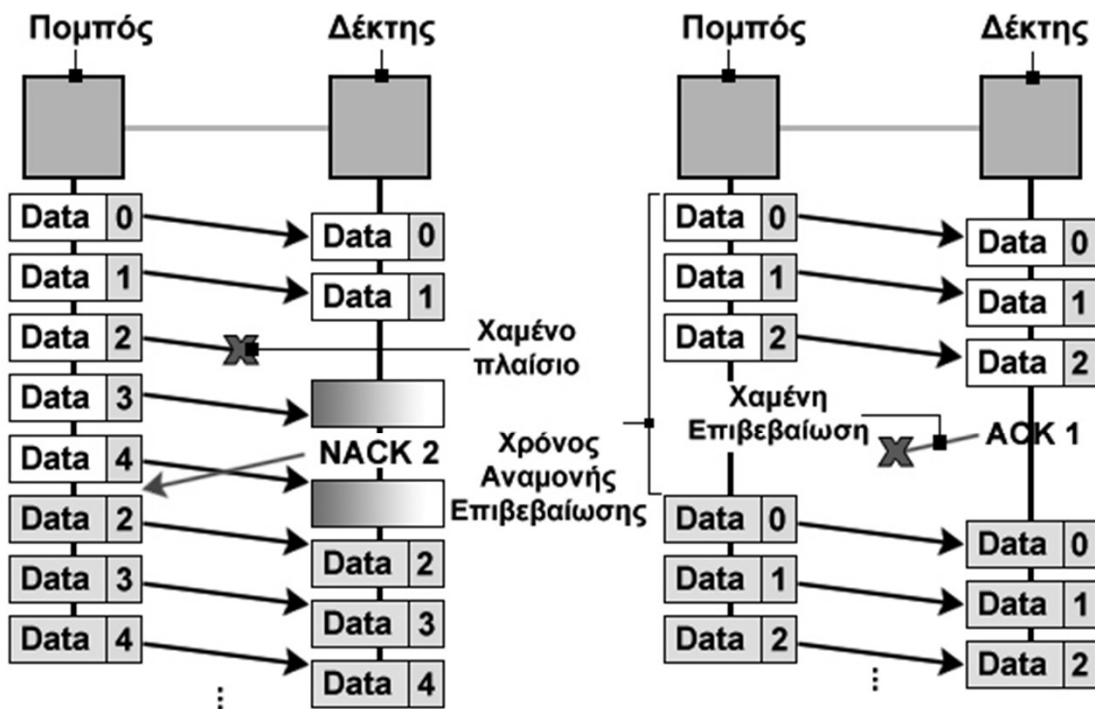 Πομπός
Δέκτης
Data 0
Data 1
Data 2
Data 3
Data 4
Data 2
Data 3
Data 4
⋮
Data 0
Data 1
Χαμένο
πλαίσιο
NACK 2
Data 2
Data 3
Data 4
Πομπός
Δέκτης
Data 0
Data 1
Data 2
Χρόνος
Αναμονής
Επιβεβαίωσης
Χαμένη
Επιβεβαίωση
Data 0
Data 1
Data 2
Data 0
Data 1
Data 2
ACK 1
Data 0
Data 1
Data 2
⋮